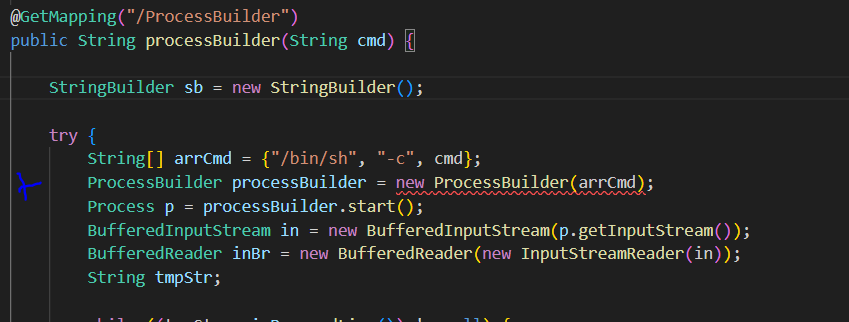 @GetMapping("/ProcessBuilder")
public String processBuilder(String cmd) {
StringBuilder sb = new StringBuilder();
try {
String[] arrCmd = {"/bin/sh", "-c", cmd};
ProcessBuilder processBuilder = new ProcessBuilder(arrCmd);
Process p = processBuilder.start();
BufferedInputStream in = new BufferedInputStream(p.getInputStream());
BufferedReader inBr = new BufferedReader(new InputStreamReader(in));
String tmpStr;